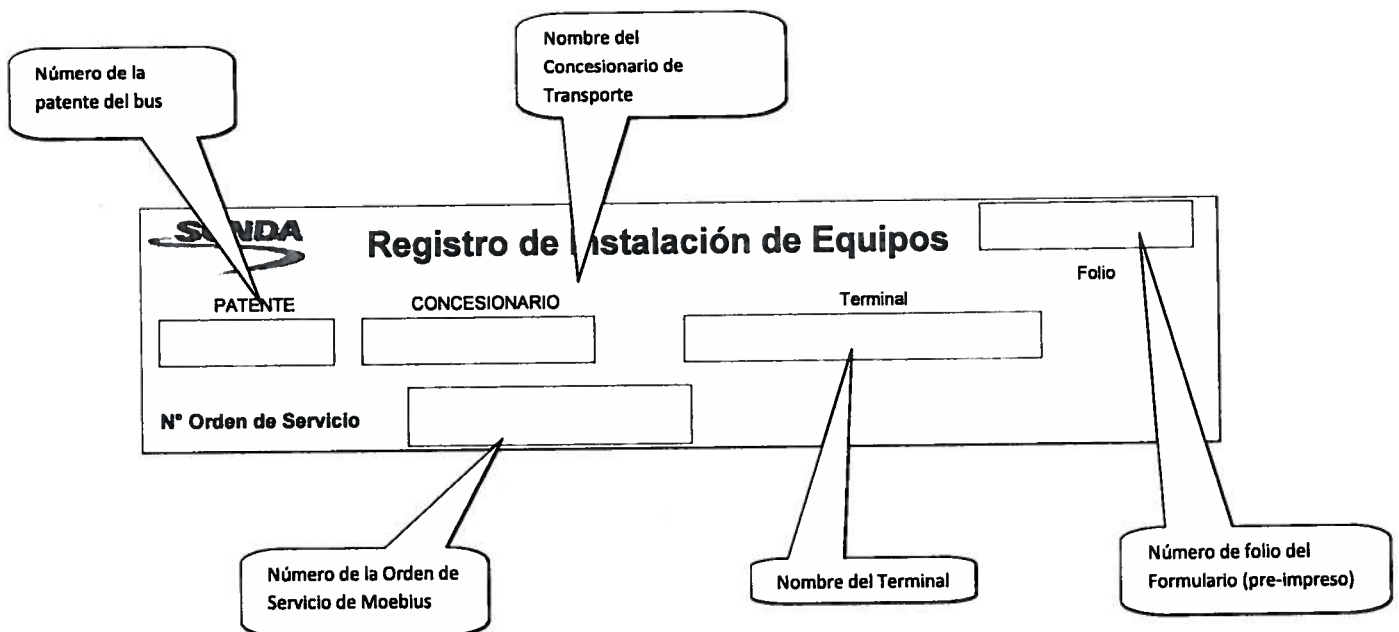 Nombre del
Concesionario de
Transporte
Número de la
patente del bus
SONDA
Registro de Instalación de Equipos
Folio
PATENTE
CONCESIONARIO
Terminal
N° Orden de Servicio
Número de la Orden de
Servicio de Moebius
Nombre del Terminal
Número de folio del
Formulario (pre-impreso)